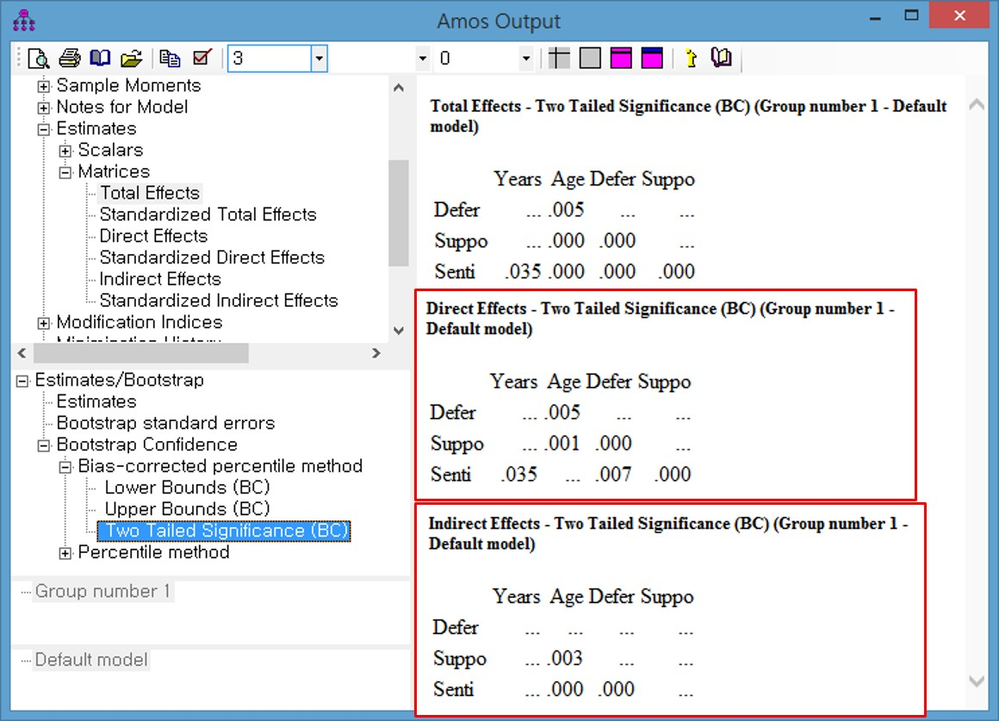 Amos Output
3
0
Sample Moments
Notes for Model
Estimates
Scalars
Matrices
Total Effects
Standardized Total Effects
Direct Effects
Standardized Direct Effects
Indirect Effects
Standardized Indirect Effects
Modification Indices
Minimization History
Estimates/Bootstrap
Estimates
Bootstrap standard errors
Bootstrap Confidence
Bias-corrected percentile method
Lower Bounds (BC)
Upper Bounds (BC)
Two Tailed Significance (BC)
Percentile method
Group number 1
Default model
Total Effects - Two Tailed Significance (BC) (Group number 1 - Default
model)
Years Age Defer Suppo
Defer ... .005 ... ...
Suppo ... .000 .000 ...
Senti .035 .000 .000 .000
Direct Effects - Two Tailed Significance (BC) (Group number 1 -
Default model)
Years Age Defer Suppo
Defer ... .005 ... ...
Suppo ... .001 .000 ...
Senti .035 ... .007 .000
Indirect Effects - Two Tailed Significance (BC) (Group number 1 -
Default model)
Years Age Defer Suppo
Defer ... ... ... ...
Suppo ... .003 ... ...
Senti ... .000 .000 ...